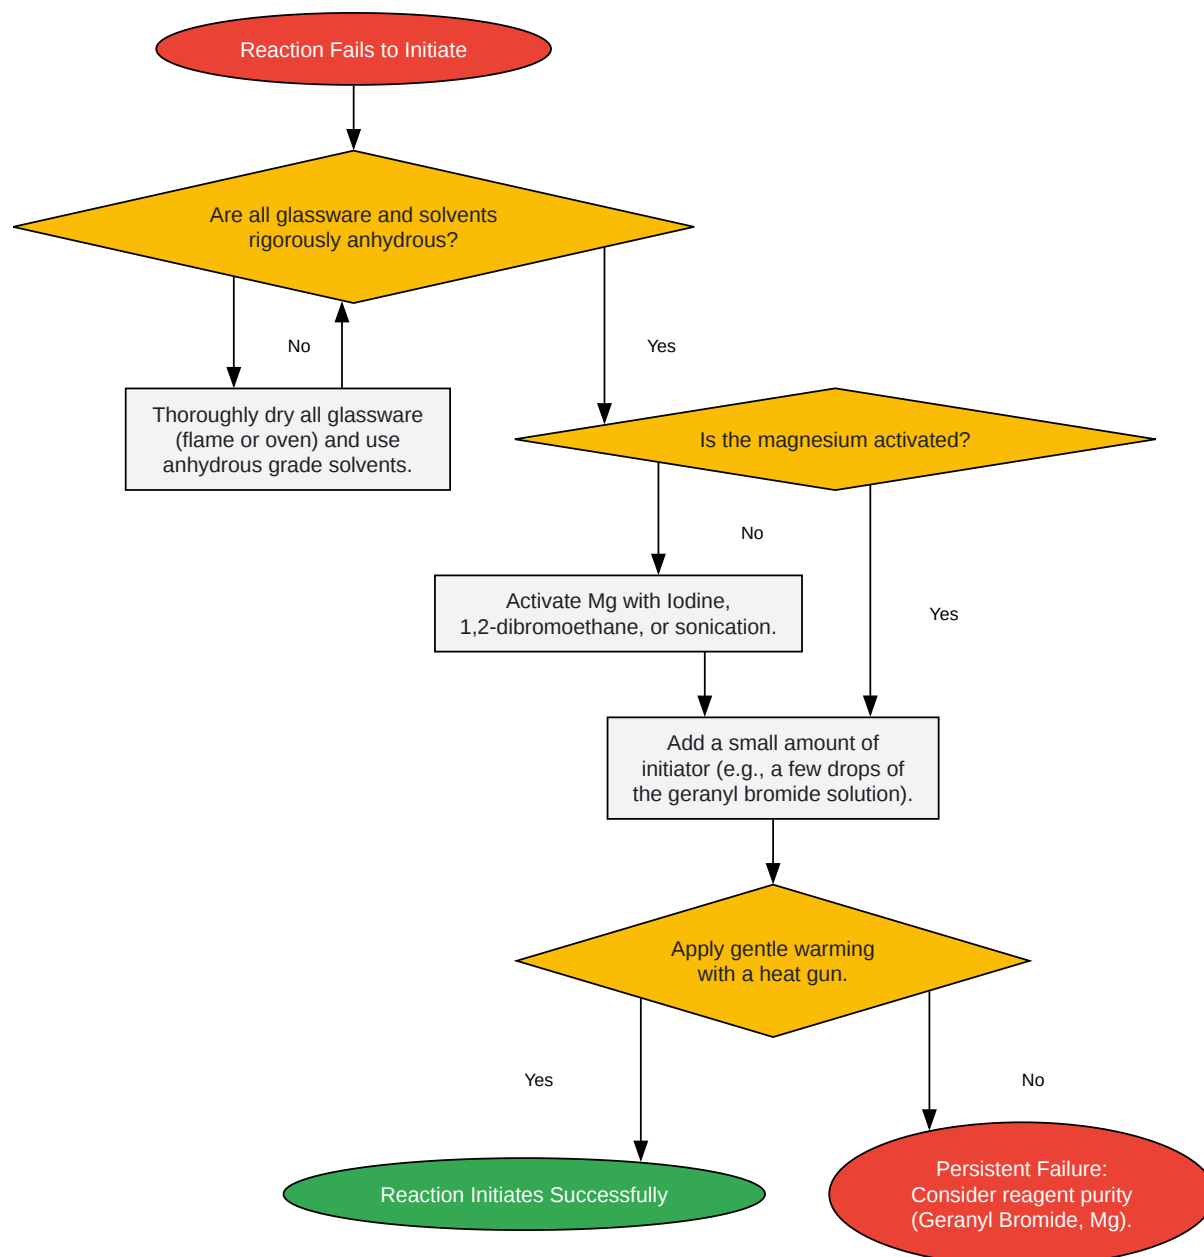 Reaction Fails to Initiate
Are all glassware and solvents
rigorously anhydrous?
No
Yes
Thoroughly dry all glassware
(flame or oven) and use
anhydrous grade solvents.
Is the magnesium activated?
No
Activate Mg with Iodine,
1,2-dibromoethane, or sonication.
Yes
Add a small amount of
initiator (e.g., a few drops of
the geranyl bromide solution).
Apply gentle warming
with a heat gun.
Yes
No
Reaction Initiates Successfully
Persistent Failure:
Consider reagent purity
(Geranyl Bromide, Mg).